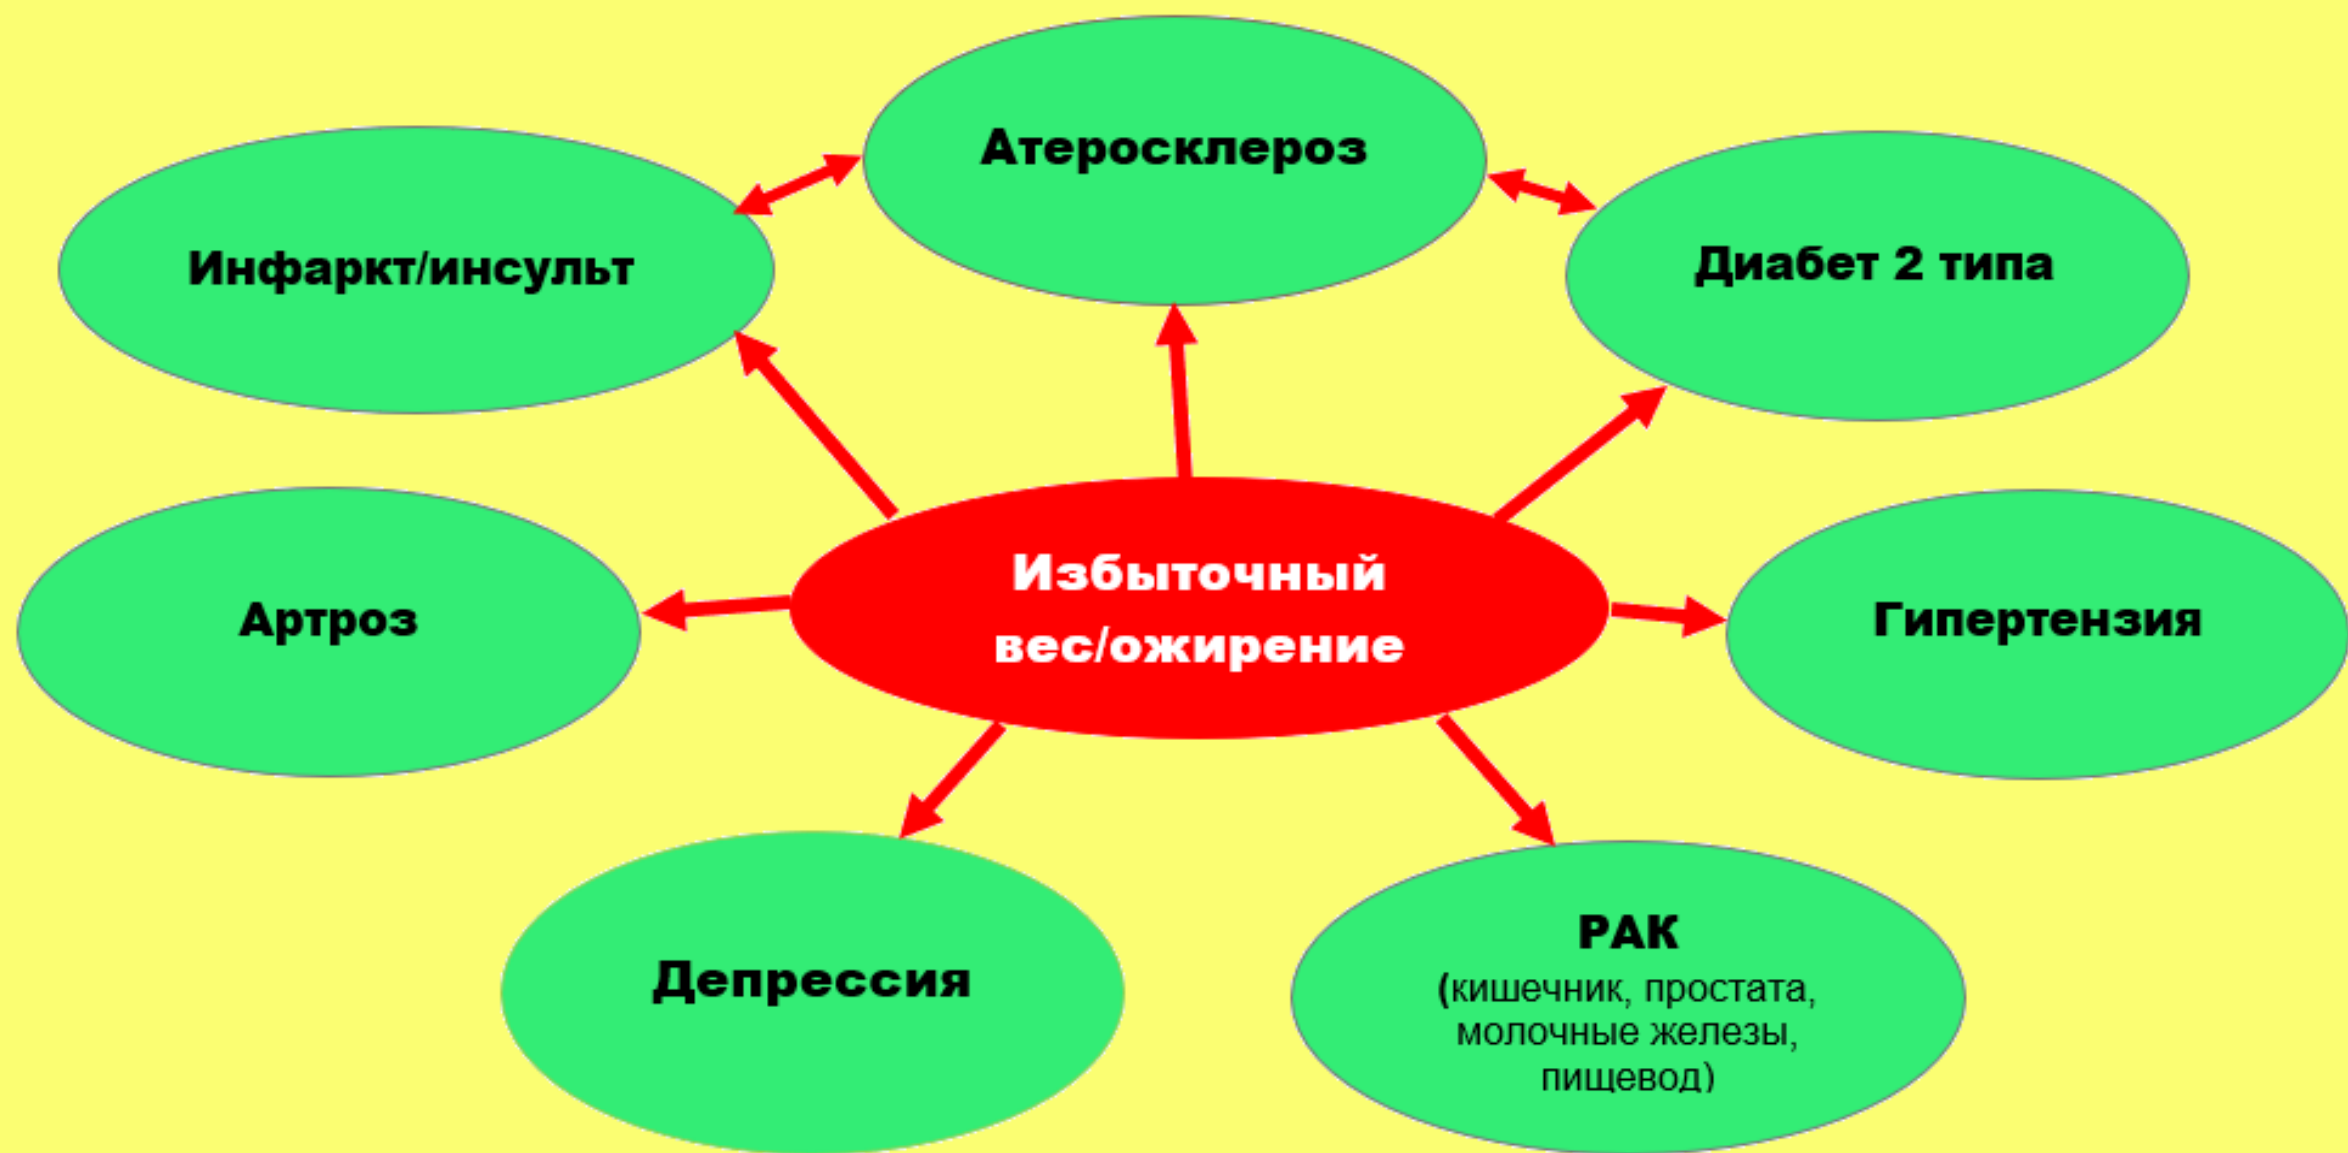 Атеросклероз
Инфаркт/инсульт
Диабет 2 типа
Избыточный
вес/ожирение
Артроз
Гипертензия
Депрессия
РАК
(кишечник, простата,
молочные железы,
пищевод)